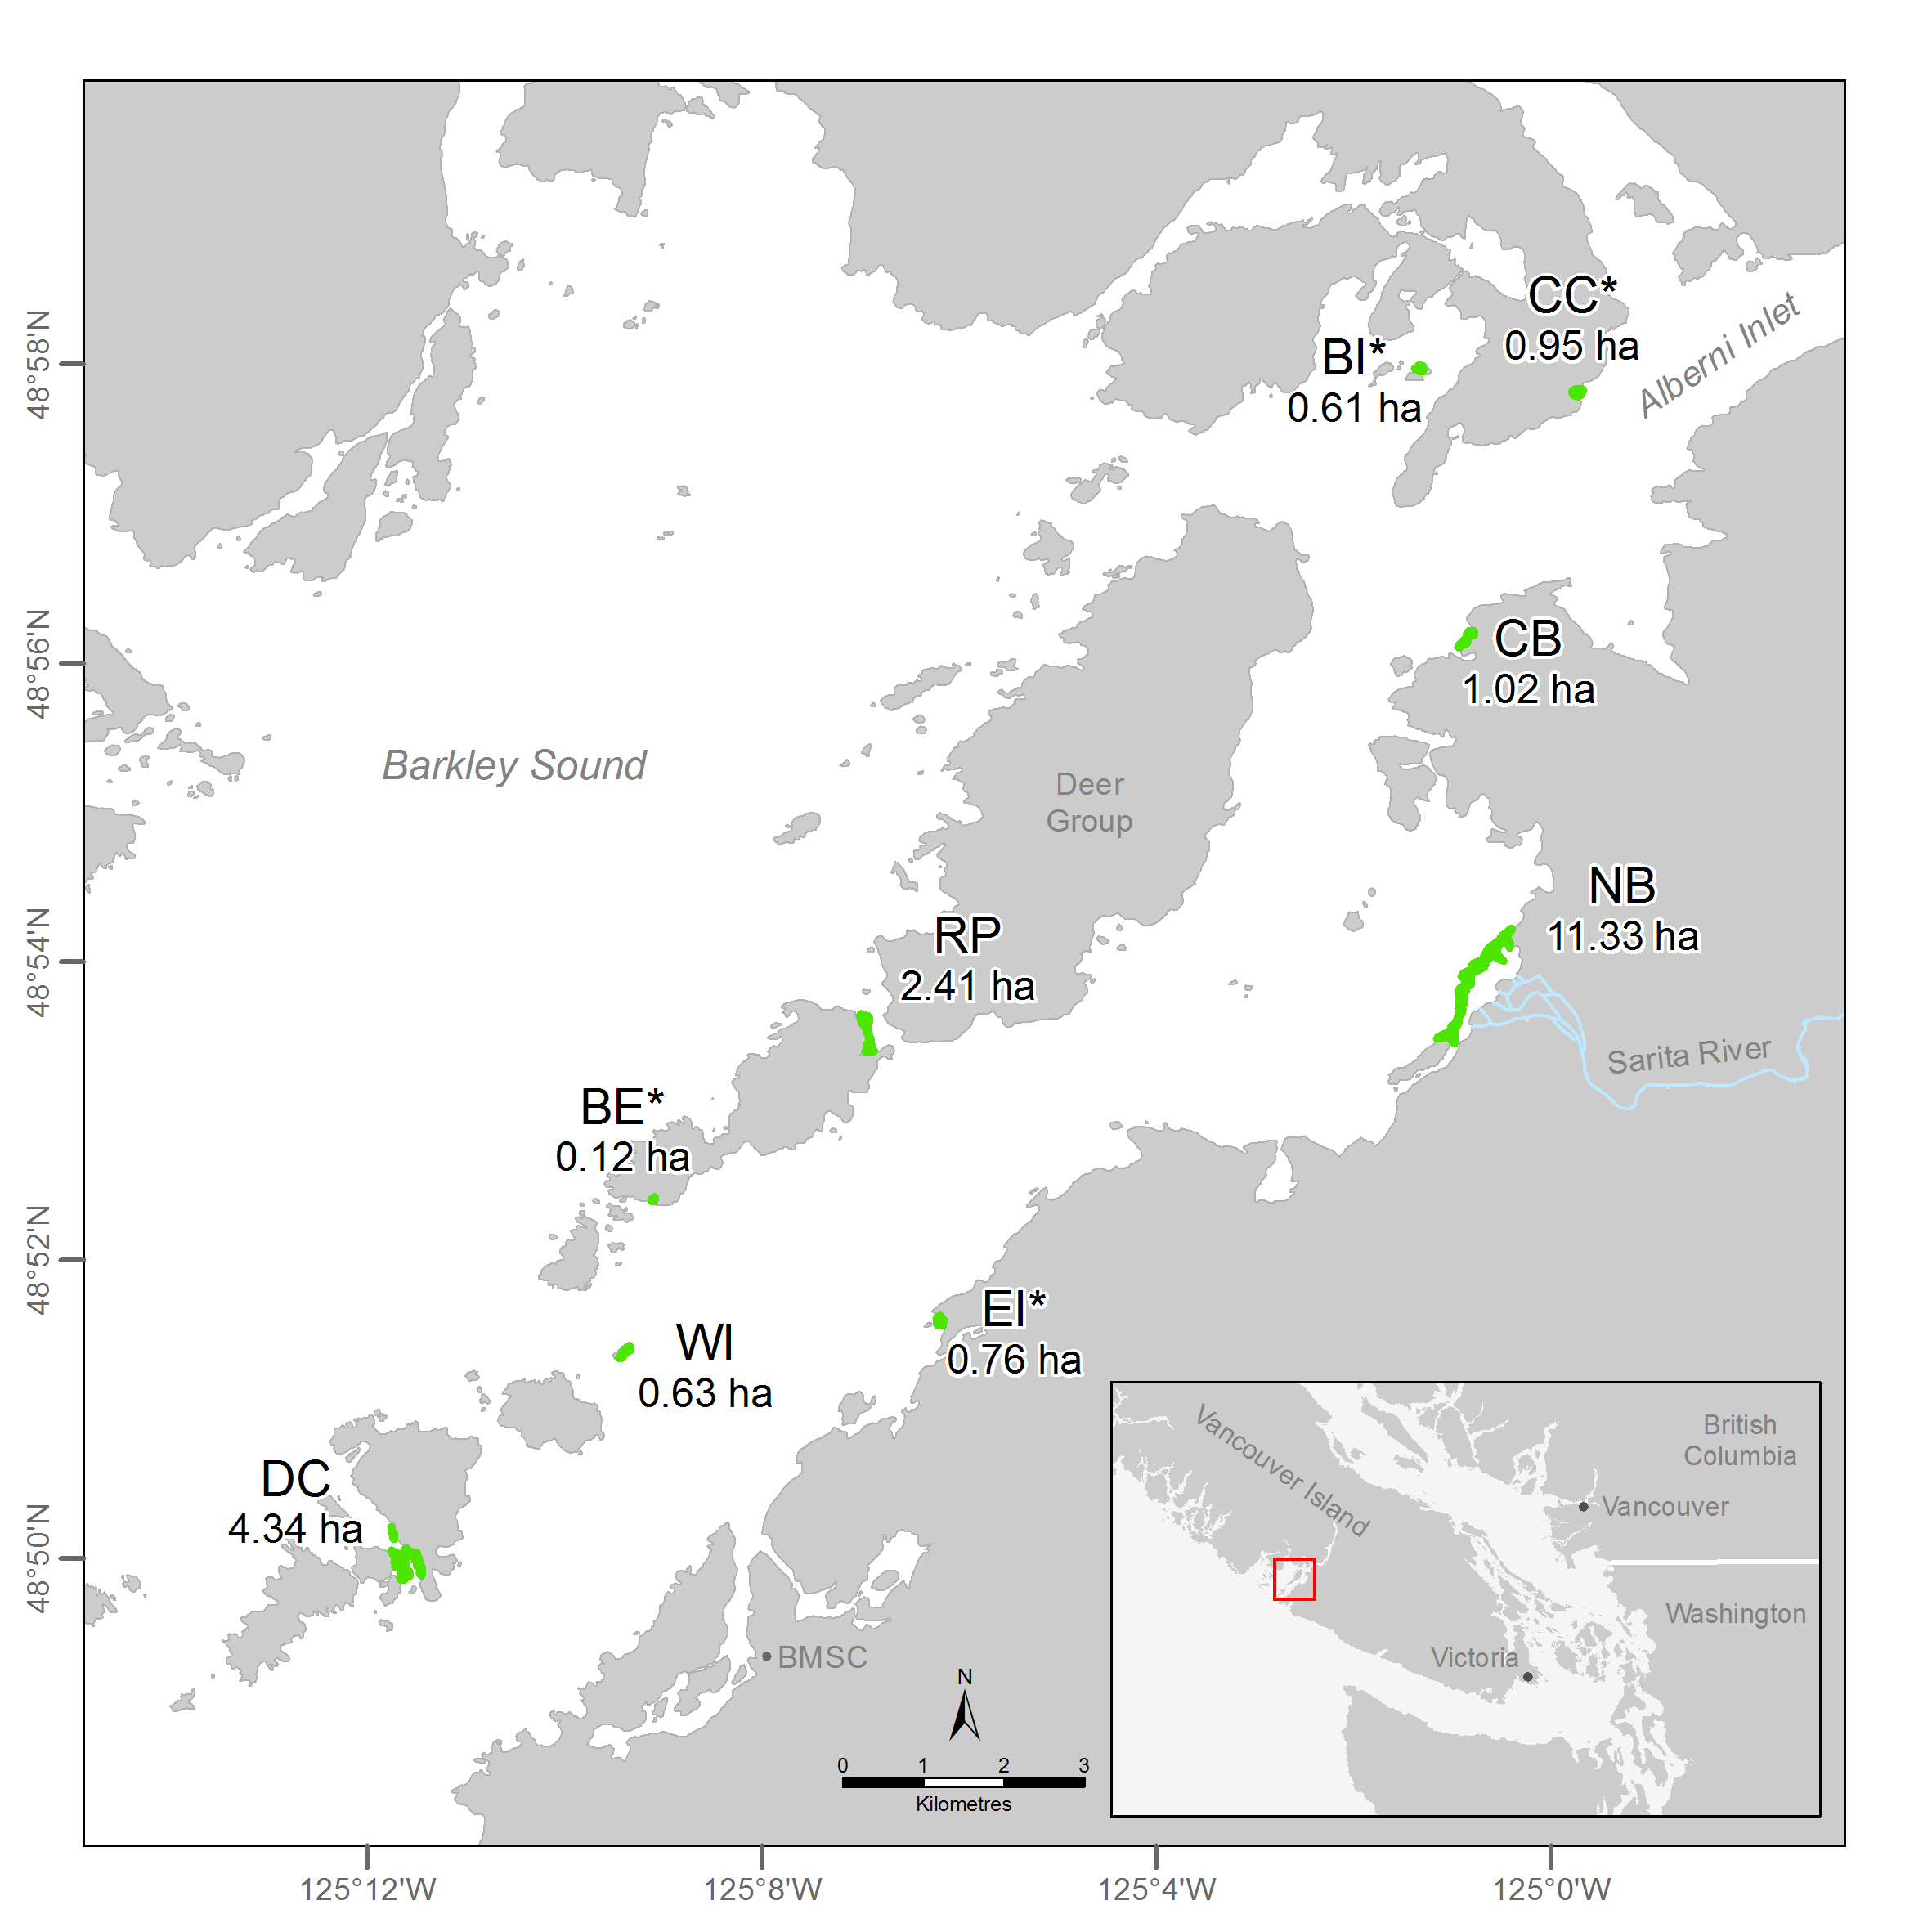 CC*
0.95 ha
BI*
0.61 ha
Alberni Inlet
48°58'N
CB
1.02 ha
48°56'N
Barkley Sound
Deer
Group
NB
11.33 ha
RP
2.41 ha
48°54'N
Sarita River
BE*
0.12 ha
48°52'N
EI*
0.76 ha
WI
0.63 ha
DC
4.34 ha
48°50'N
BMSC
N
0 1 2 3
Kilometres
Vancouver Island
British
Columbia
Vancouver
Washington
Victoria
125°12'W 125°8'W 125°4'W 125°0'W